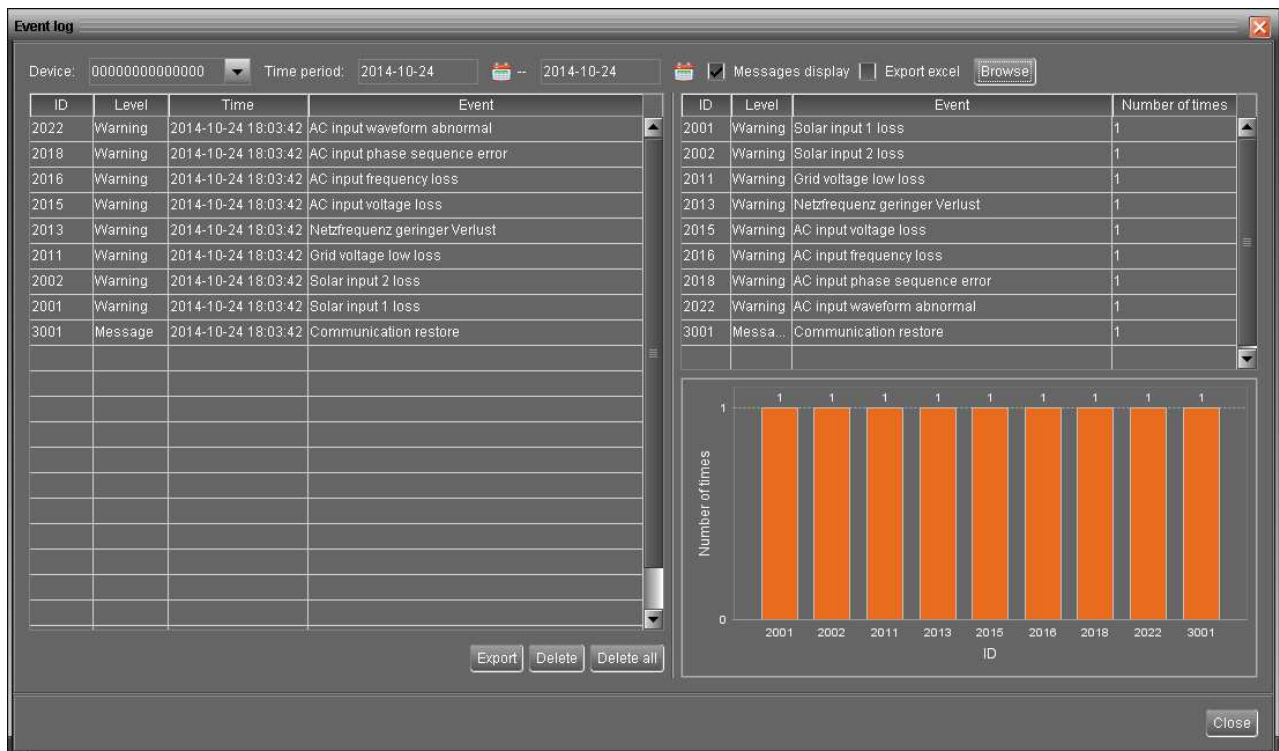 Event log
Device: 00000000000000 Time period: 2014-10-24 -- 2014-10-24 Messages display Export excel Browse
ID Level Time Event
2022 Warning 2014-10-24 18:03:42 AC input waveform abnormal
2018 Warning 2014-10-24 18:03:42 AC input phase sequence error
2016 Warning 2014-10-24 18:03:42 AC input frequency loss
2015 Warning 2014-10-24 18:03:42 AC input voltage loss
2013 Warning 2014-10-24 18:03:42 Netzfrequenz geringer Verlust
2011 Warning 2014-10-24 18:03:42 Grid voltage low loss
2002 Warning 2014-10-24 18:03:42 Solar input 2 loss
2001 Warning 2014-10-24 18:03:42 Solar input 1 loss
3001 Message 2014-10-24 18:03:42 Communication restore
Export Delete Delete all
ID Level Event Number of times
2001 Warning Solar input 1 loss 1
2002 Warning Solar input 2 loss 1
2011 Warning Grid voltage low loss 1
2013 Warning Netzfrequenz geringer Verlust 1
2015 Warning AC input voltage loss 1
2016 Warning AC input frequency loss 1
2018 Warning AC input phase sequence error 1
2022 Warning AC input waveform abnormal 1
3001 Messa... Communication restore 1
1 1 1 1 1 1 1 1 1
1
Number of times
0
2001 2002 2011 2013 2015 2016 2018 2022 3001
ID
Close